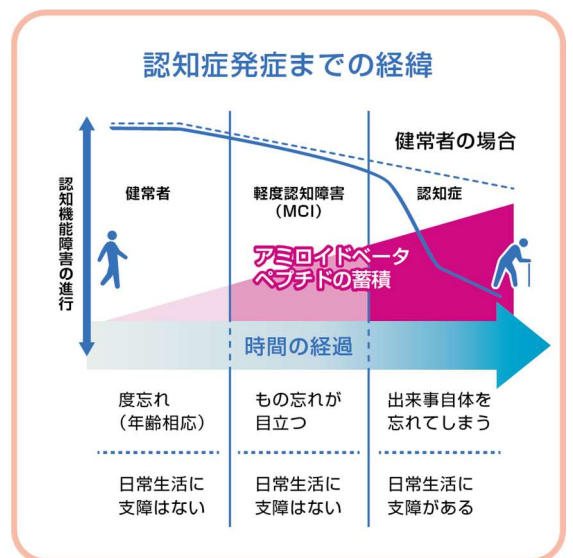 認知症発症までの経緯
健常者の場合
認知機能障害の進行
健常者
軽度認知障害
(MCI)
認知症
アミロイドベータ
ペプチドの蓄積
時間の経過
度忘れ
(年齢相応)
もの忘れが
目立つ
出来事自体を
忘れてしまう
日常生活に
支障はない
日常生活に
支障はない
日常生活に
支障がある